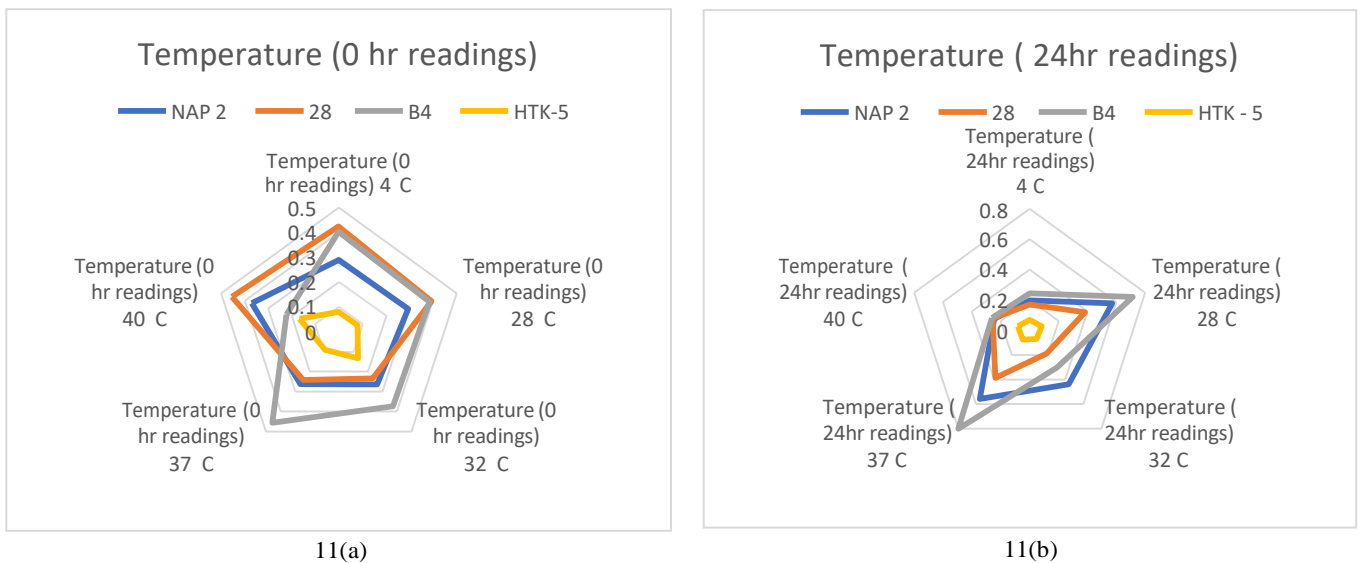 Temperature (0 hr readings)
NAP 2 28 B4 HTK-5
Temperature (0
hr readings) 4 C
Temperature (0
hr readings)
28 C
Temperature (0
hr readings)
32 C
Temperature (0
hr readings)
37 C
Temperature (0
hr readings)
40 C
0.5
0.4
0.3
0.2
0.1
0
11(a)
Temperature ( 24hr readings)
NAP 2 28 B4 HTK - 5
Temperature (
24hr readings)
4 C
Temperature (
24hr readings)
28 C
Temperature (
24hr readings)
32 C
Temperature (
24hr readings)
37 C
Temperature (
24hr readings)
40 C
0.8
0.6
0.4
0.2
0
11(b)